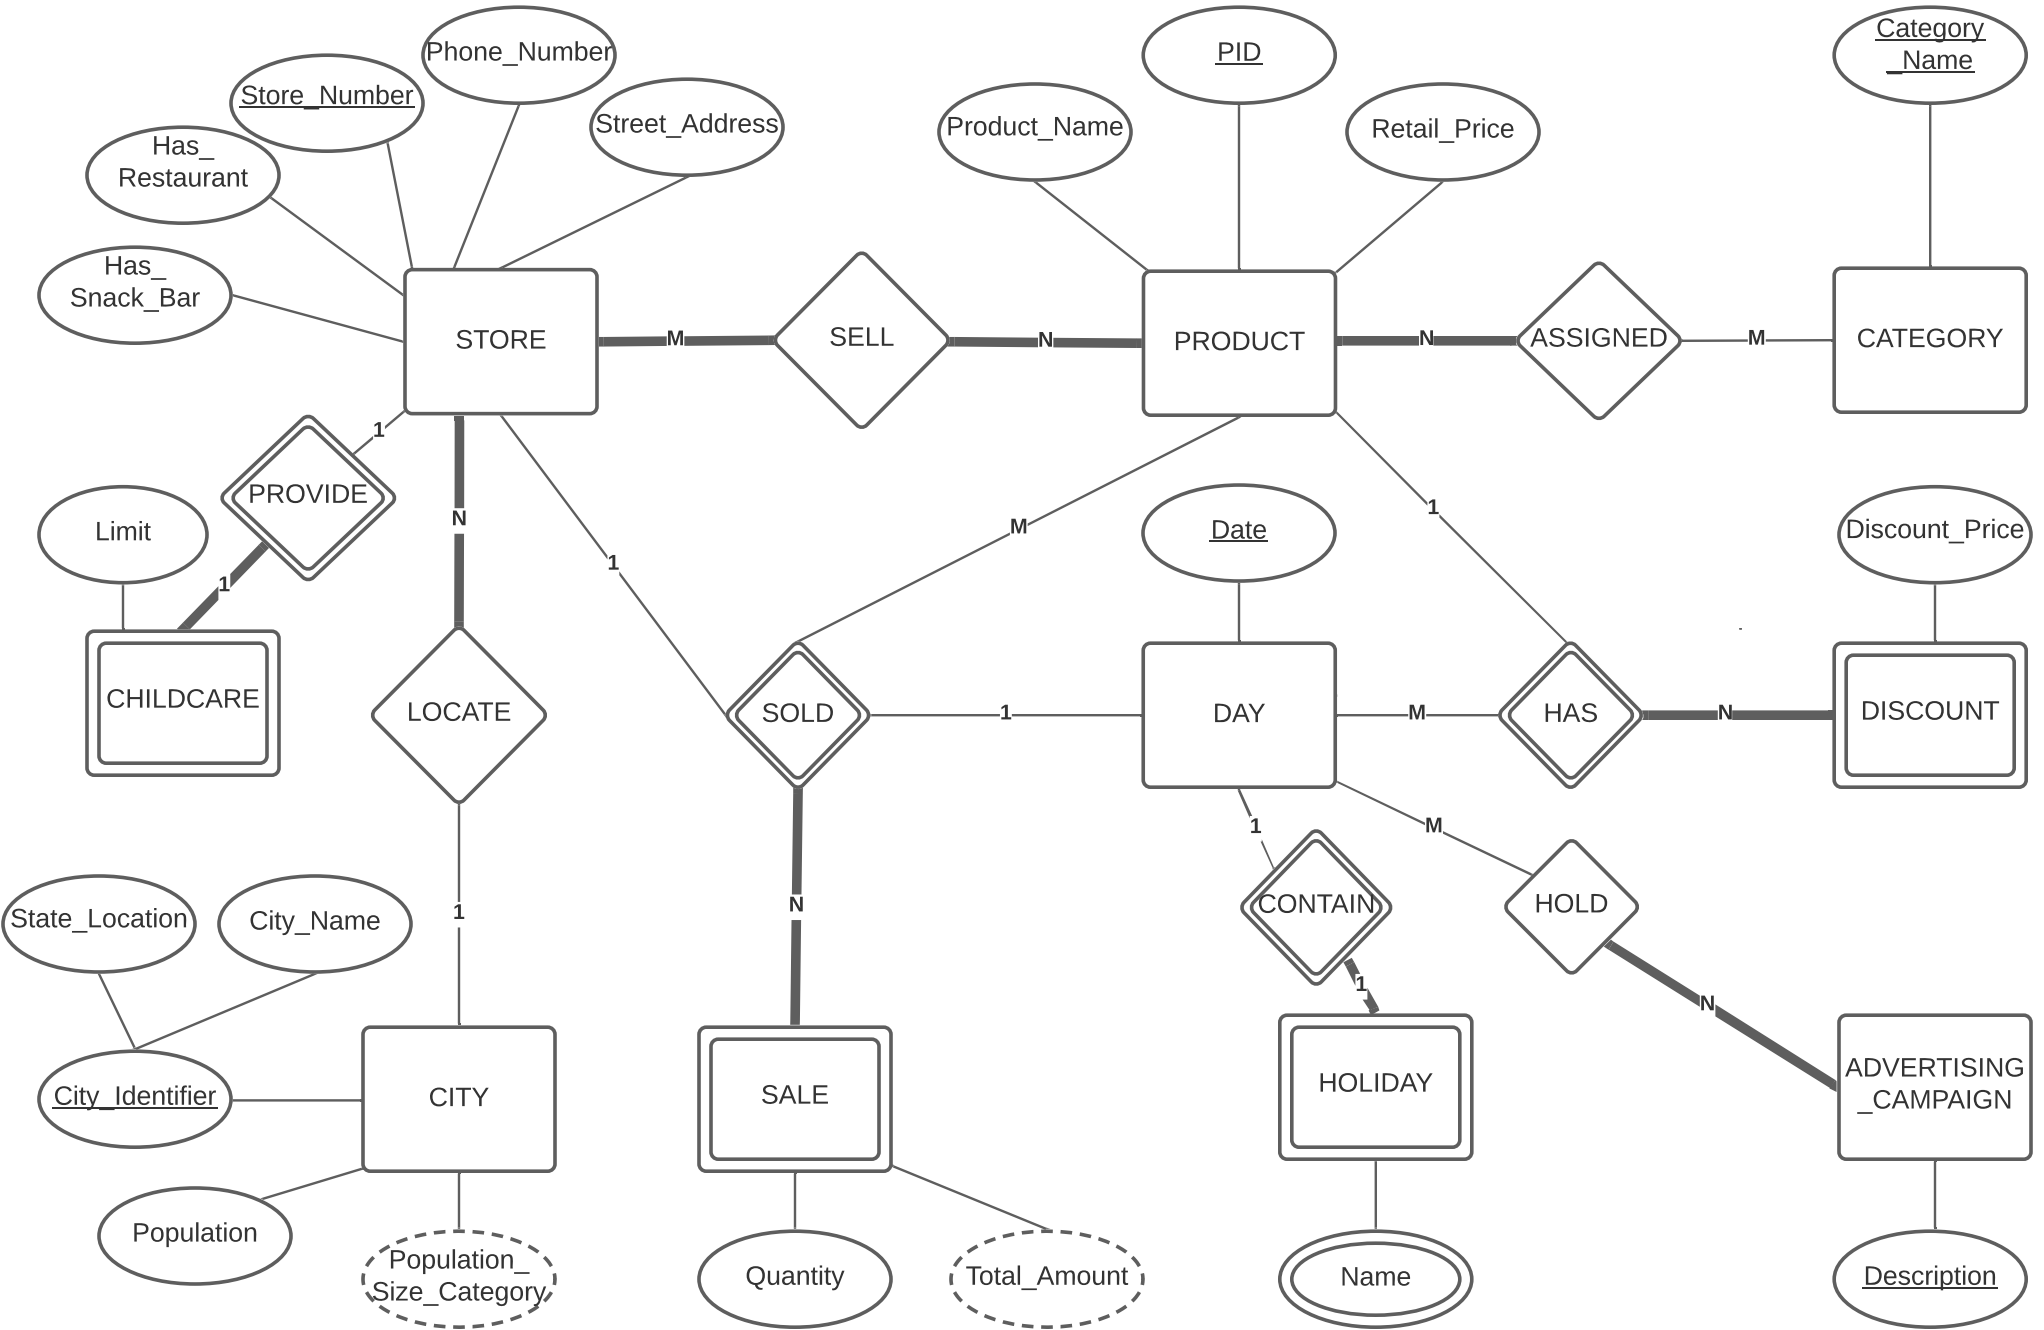 Phone_Number
PID
Category
_Name
Store_Number
Street_Address
Product_Name
Retail_Price
Has_
Restaurant
Has_
Snack_Bar
STORE
M
SELL
N
PRODUCT
N
ASSIGNED
M
CATEGORY
1
PROVIDE
N
M
1
Limit
Date
Discount_Price
1
1
CHILDCARE
LOCATE
SOLD
1
DAY
M
HAS
N
DISCOUNT
1
M
N
CONTAIN
HOLD
1
State_Location
City_Name
1
N
City_Identifier
CITY
SALE
HOLIDAY
ADVERTISING
_CAMPAIGN
Population
Population_
Size_Category
Quantity
Total_Amount
Name
Description